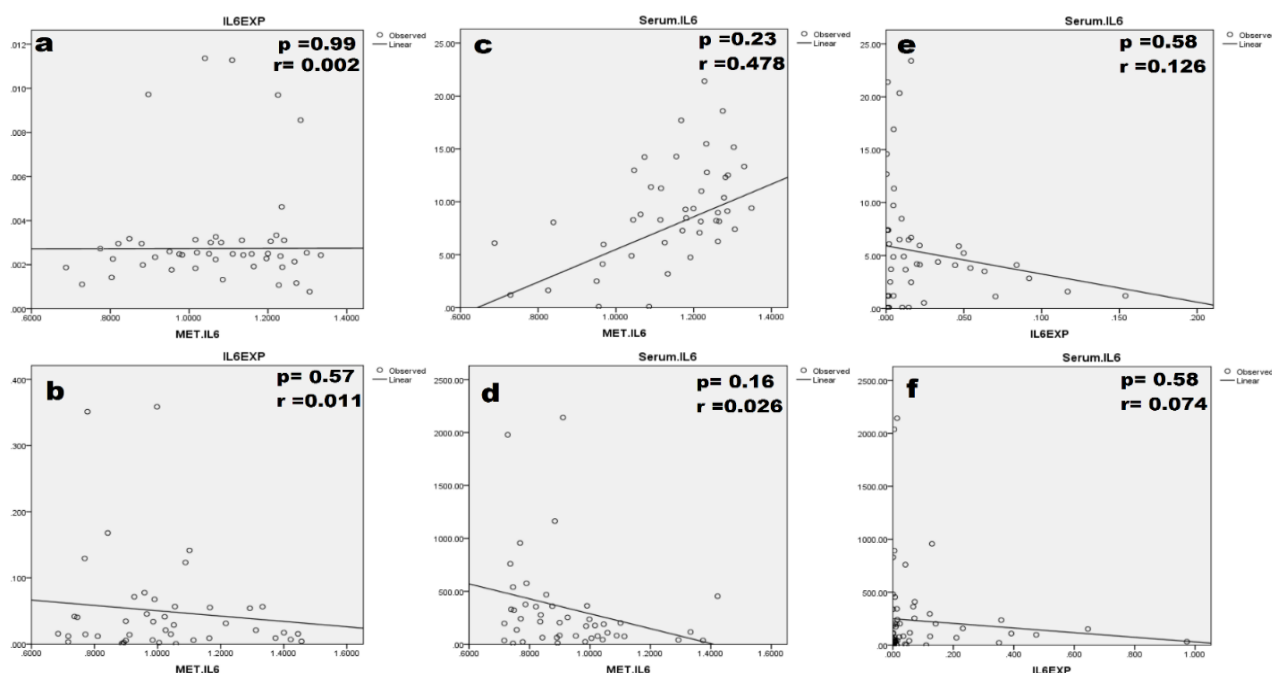 IL6EXP
a
p =0.99
r= 0.002
Observed
Linear
.012
.010
.008
.006
.004
.002
.000
.6000 .8000 1.0000 1.2000 1.4000
MET.IL6
Serum.IL6
c
p =0.23
r =0.478
Observed
Linear
25.00
20.00
15.00
10.00
5.00
.00
.6000 .8000 1.0000 1.2000 1.4000
MET.IL6
Serum.IL6
e
p =0.58
r =0.126
Observed
Linear
25.00
20.00
15.00
10.00
5.00
.00
.000 .050 .100 .150 .200
IL6EXP
IL6EXP
b
p= 0.57
r =0.011
Observed
Linear
.400
.300
.200
.100
.000
.6000 .8000 1.0000 1.2000 1.4000 1.6000
MET.IL6
Serum.IL6
d
p= 0.16
r =0.026
Observed
Linear
2500.00
2000.00
1500.00
1000.00
500.00
.00
.6000 .8000 1.0000 1.2000 1.4000 1.6000
MET.IL6
Serum.IL6
f
p= 0.58
r= 0.074
Observed
Linear
2500.00
2000.00
1500.00
1000.00
500.00
.00
.000 .200 .400 .600 .800 1.000
IL6EXP